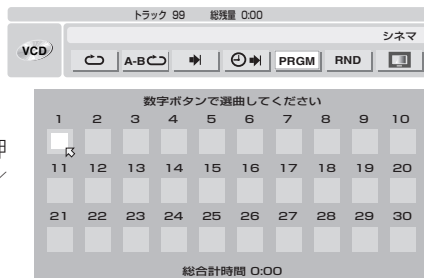 トラック 99 総残量 0:00
シネマ
VCD
A-B PRGM RND
数字ボタンで選曲してください
1 2 3 4 5 6 7 8 9 10
11 12 13 14 15 16 17 18 19 20
21 22 23 24 25 26 27 28 29 30
総合計時間 0:00
押